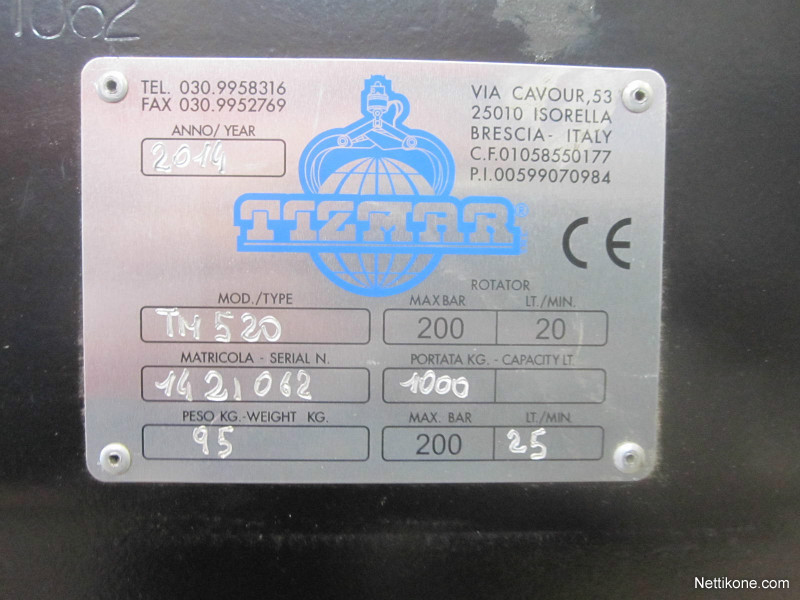 1062
TEL. 030.9958316
FAX 030.9952769
VIA CAVOUR,53
25010 ISORELLA
BRESCIA - ITALY
C.F.01058550177
P.I.00599070984
ANNO/ YEAR
2014
TIZMAR
CE
MOD./TYPE
TM 520
ROTATOR
MAX BAR LT./MIN.
200 20
MATRICOLA - SERIAL N.
1421062
PORTATA KG. - CAPACITY LT.
1000
PESO KG.-WEIGHT KG.
95
MAX. BAR LT./MIN.
200 25
Nettikone.com